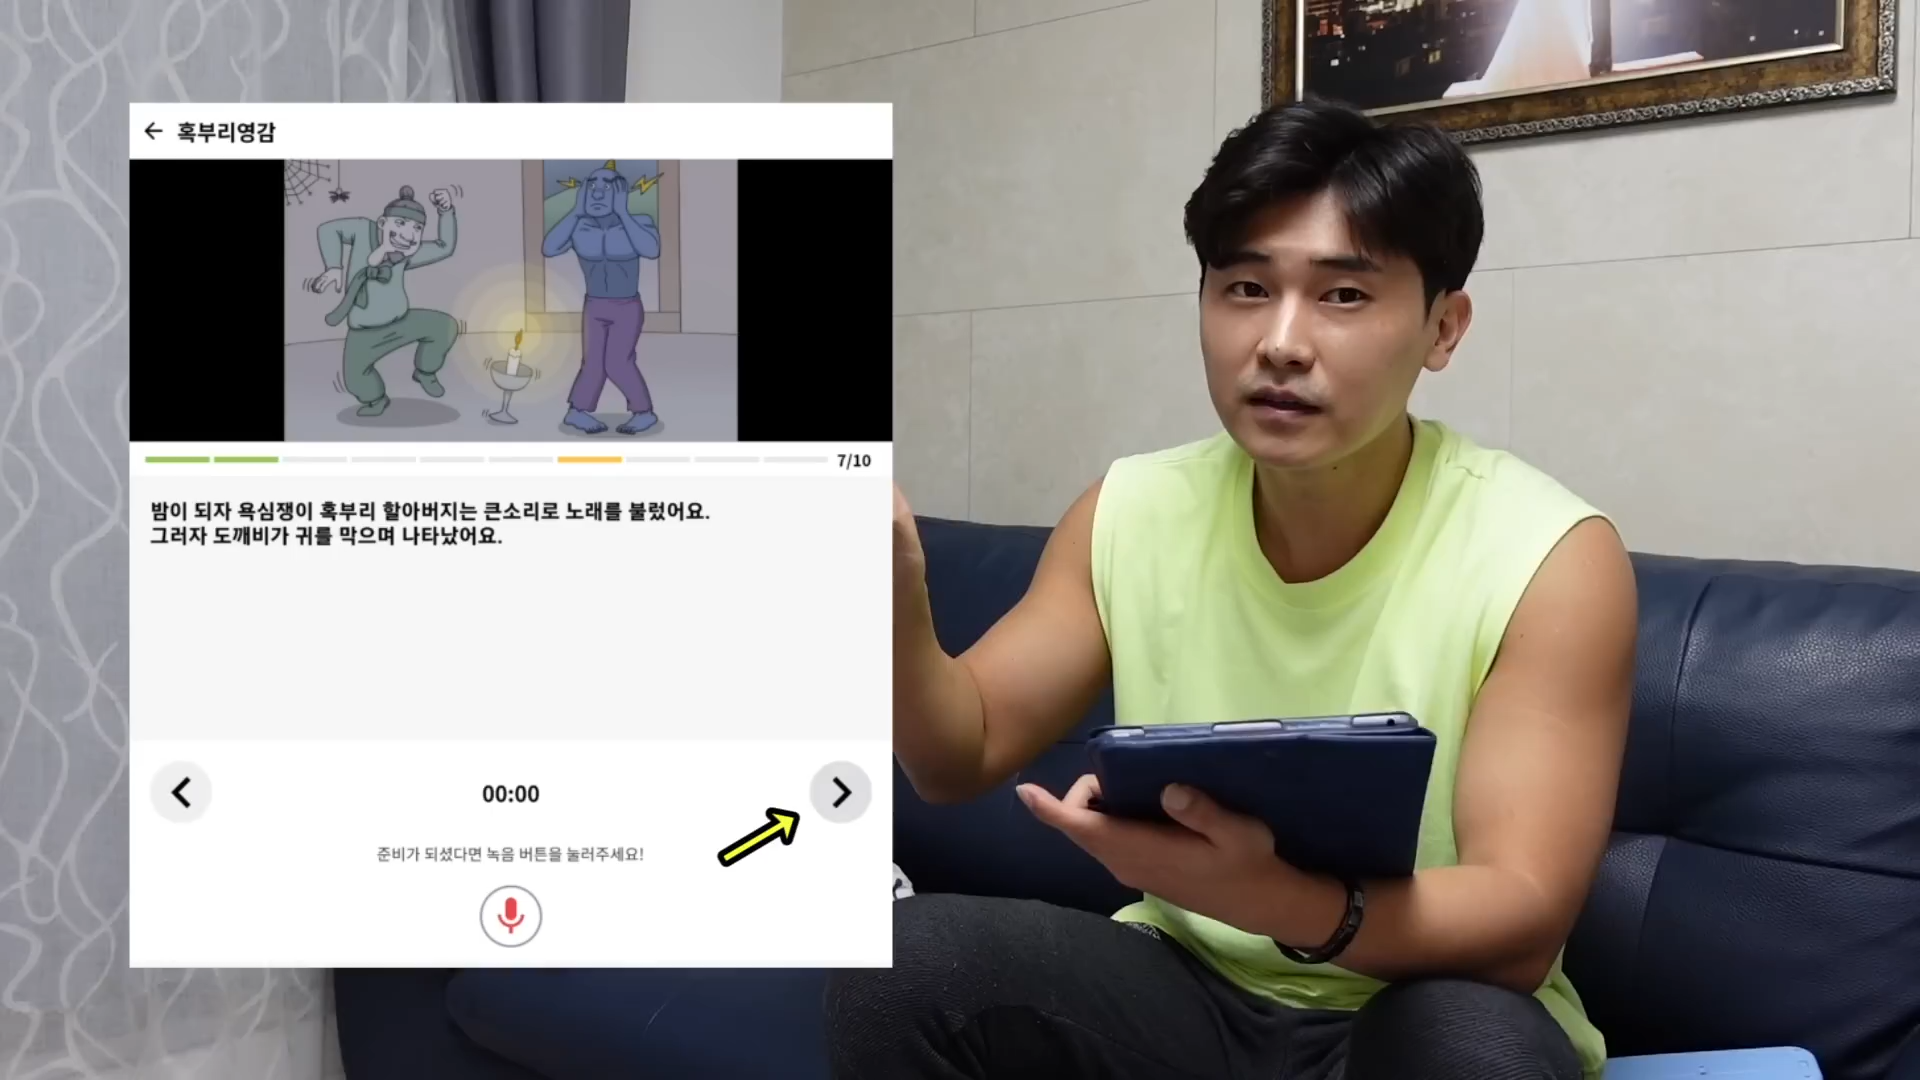 혹부리영감
7/10
밤이 되자 욕심쟁이 혹부리 할아버지는 큰소리로 노래를 불렀어요.
그러자 도깨비가 귀를 막으며 나타났어요.
00:00
준비가 되셨다면 녹음 버튼을 눌러주세요!